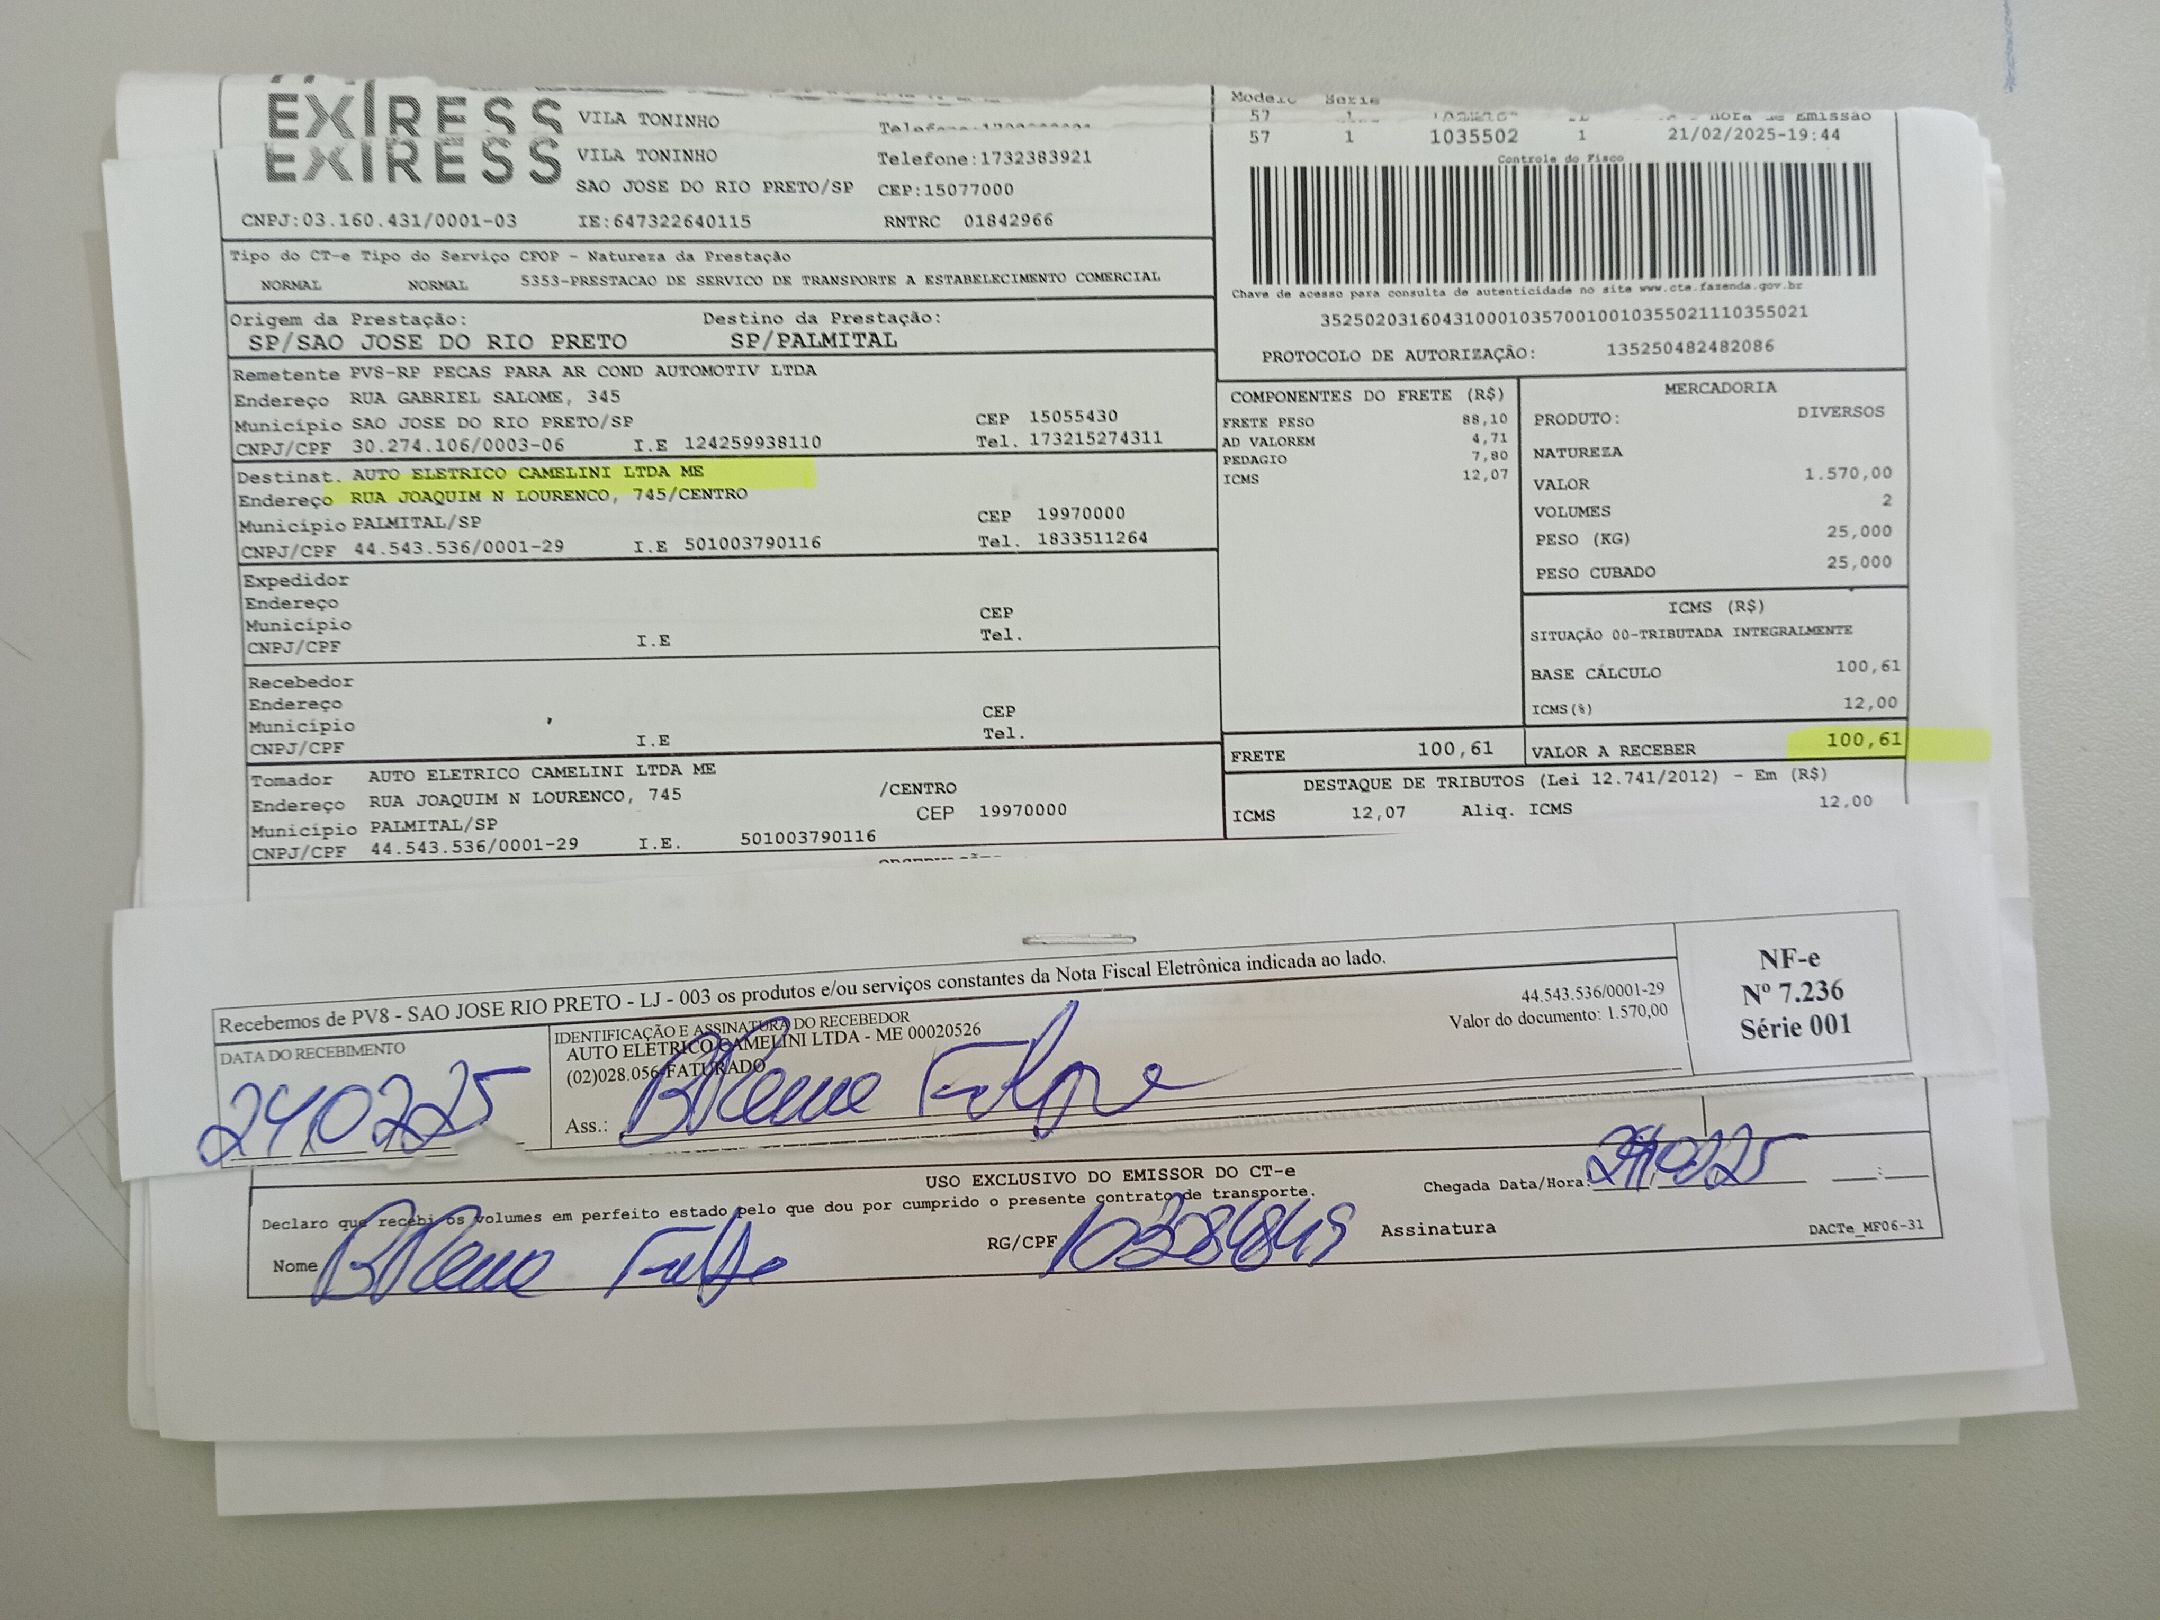 EXPRESS VILA TONINHO
Modelo Serie
57 1 Hora de Emissão
EXPRESS VILA TONINHO Telefone:1732383921
57 1 1035502 1 21/02/2025-19:44
SAO JOSE DO RIO PRETO/SP CEP:15077000
CNPJ:03.160.431/0001-03 IE:647322640115 RNTRC 01842966
Controle do Fisco
Chave de acesso para consulta de autenticidade no site www.cte.fazenda.gov.br
35250203160431000103570010010355021110355021
PROTOCOLO DE AUTORIZAÇÃO: 135250482482086
Tipo do CT-e Tipo do Serviço CFOP - Natureza da Prestação
NORMAL NORMAL 5353-PRESTACAO DE SERVICO DE TRANSPORTE A ESTABELECIMENTO COMERCIAL
Origem da Prestação: Destino da Prestação:
SP/SAO JOSE DO RIO PRETO SP/PALMITAL
Remetente PV8-RP PECAS PARA AR COND AUTOMOTIV LTDA
Endereço RUA GABRIEL SALOME, 345
Município SAO JOSE DO RIO PRETO/SP CEP 15055430
CNPJ/CPF 30.274.106/0003-06 I.E 124259938110 Tel. 173215274311
Destinat. AUTO ELETRICO CAMELINI LTDA ME
Endereço RUA JOAQUIM N LOURENCO, 745/CENTRO
Município PALMITAL/SP CEP 19970000
CNPJ/CPF 44.543.536/0001-29 I.E 501003790116 Tel. 1833511264
Expedidor
Endereço
Município CEP
CNPJ/CPF I.E Tel.
Recebedor
Endereço
Município CEP
CNPJ/CPF I.E Tel.
Tomador AUTO ELETRICO CAMELINI LTDA ME
Endereço RUA JOAQUIM N LOURENCO, 745 /CENTRO
Município PALMITAL/SP CEP 19970000
CNPJ/CPF 44.543.536/0001-29 I.E. 501003790116
COMPONENTES DO FRETE (R$)
FRETE PESO 88,10
AD VALOREM 4,71
PEDAGIO 7,80
ICMS 12,07
MERCADORIA
PRODUTO: DIVERSOS
NATUREZA
VALOR 1.570,00
VOLUMES 2
PESO (KG) 25,000
PESO CUBADO 25,000
ICMS (R$)
SITUAÇÃO 00-TRIBUTADA INTEGRALMENTE
BASE CÁLCULO 100,61
ICMS(%) 12,00
FRETE 100,61 VALOR A RECEBER 100,61
DESTAQUE DE TRIBUTOS (Lei 12.741/2012) - Em (R$)
ICMS 12,07 Aliq. ICMS 12,00
Recebemos de PV8 - SAO JOSE RIO PRETO - LJ - 003 os produtos e/ou serviços constantes da Nota Fiscal Eletrônica indicada ao lado.
DATA DO RECEBIMENTO
240225
IDENTIFICAÇÃO E ASSINATURA DO RECEBEDOR
AUTO ELETRICO CAMELINI LTDA - ME 00020526
(02)028.056-FATURADO
Ass.:
44.543.536/0001-29
Valor do documento: 1.570,00
NF-e
Nº 7.236
Série 001
USO EXCLUSIVO DO EMISSOR DO CT-e
Declaro que recebi os volumes em perfeito estado pelo que dou por cumprido o presente contrato de transporte.
Chegada Data/Hora: 240225
Nome RG/CPF Assinatura
DACTe_MF06-31